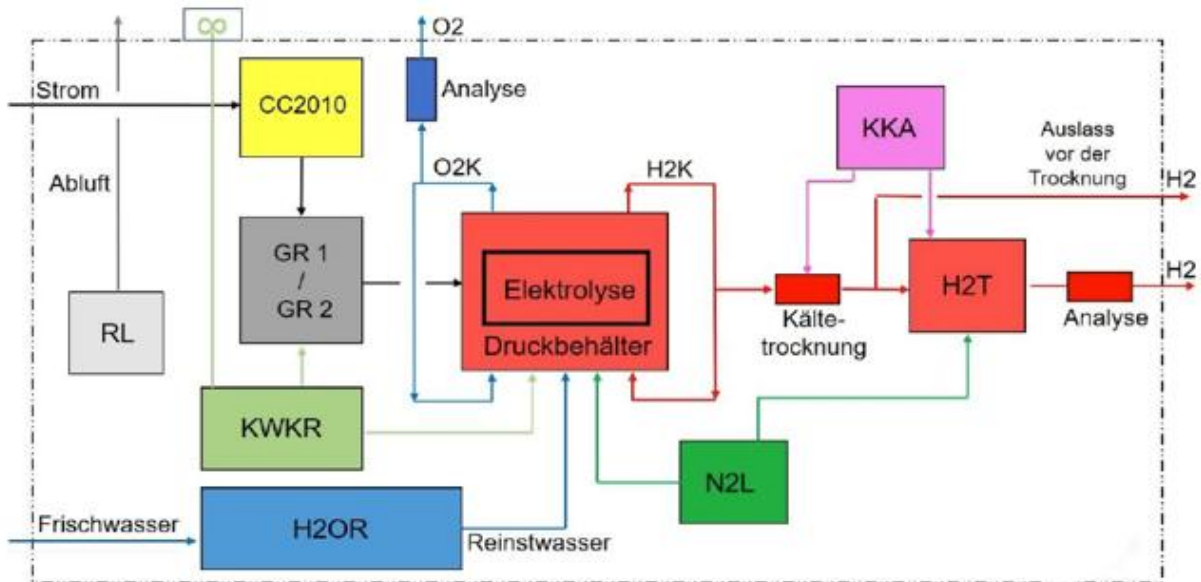 ∞
O2
Strom
CC2010
Analyse
KKA
Auslass
vor der
Trocknung
H2
Abluft
O2K
H2K
GR 1
/
GR 2
Elektrolyse
Druckbehälter
Kälte-
trocknung
H2T
H2
Analyse
RL
KWKR
N2L
Frischwasser
H2OR
Reinstwasser